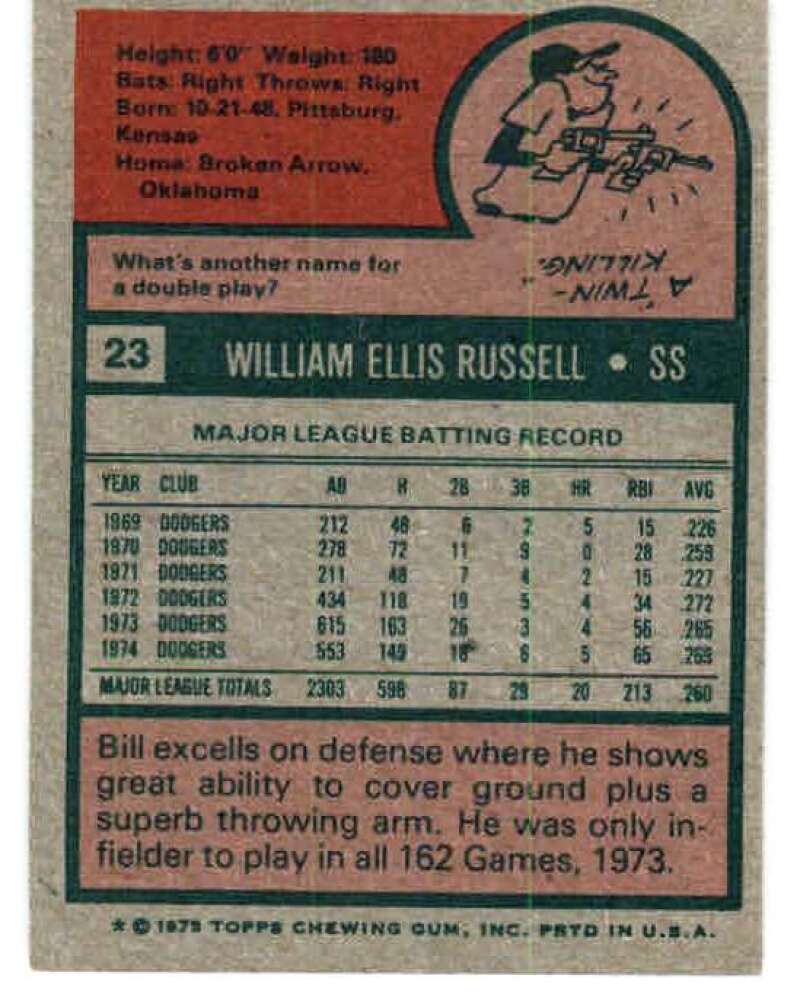 Height: 6'0" Weight: 180
Bats: Right Throws: Right
Born: 10-21-48, Pittsburg,
Kansas
Home: Broken Arrow,
Oklahoma
What's another name for
a double play?
A "TWIN-
KILLING."
23 WILLIAM ELLIS RUSSELL • SS
MAJOR LEAGUE BATTING RECORD
YEAR CLUB AB H 2B 3B HR RBI AVG
1969 DODGERS 212 48 6 2 5 15 .226
1970 DODGERS 278 72 11 9 0 28 .259
1971 DODGERS 211 48 7 4 2 15 .227
1972 DODGERS 434 118 19 5 4 34 .272
1973 DODGERS 615 163 26 3 4 56 .265
1974 DODGERS 553 149 18 6 5 65 .269
MAJOR LEAGUE TOTALS 2303 598 87 29 20 213 .260
Bill excells on defense where he shows
great ability to cover ground plus a
superb throwing arm. He was only in-
fielder to play in all 162 Games, 1973.
* © 1975 TOPPS CHEWING GUM, INC. PRTD IN U.S.A.